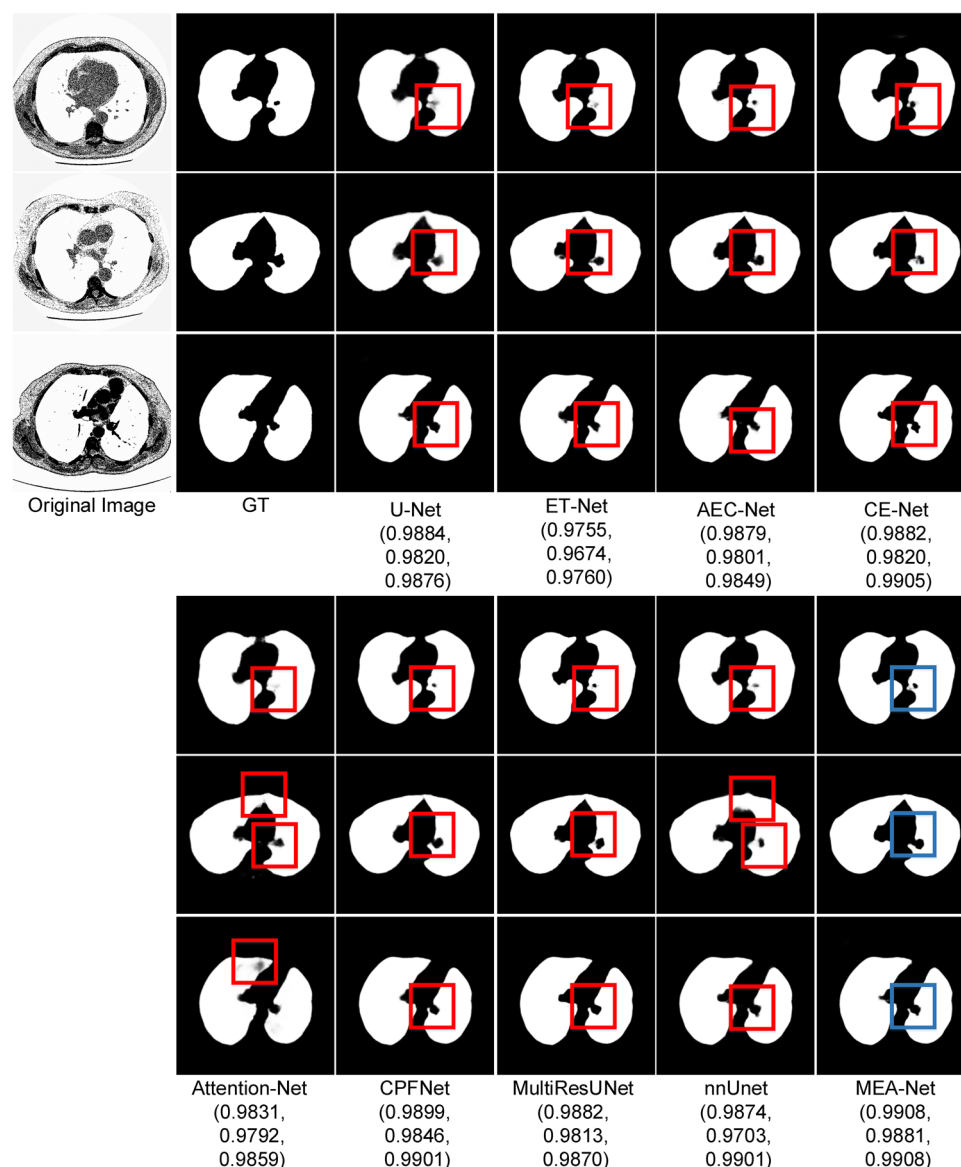 Original Image GT U-Net ET-Net AEC-Net CE-Net
(0.9884, (0.9755, (0.9879, (0.9882,
0.9820, 0.9674, 0.9801, 0.9820,
0.9876) 0.9760) 0.9849) 0.9905)
Attention-Net CPFNet MultiResUNet nnUnet MEA-Net
(0.9831, (0.9899, (0.9882, (0.9874, (0.9908,
0.9792, 0.9846, 0.9813, 0.9703, 0.9881,
0.9859) 0.9901) 0.9870) 0.9901) 0.9908)